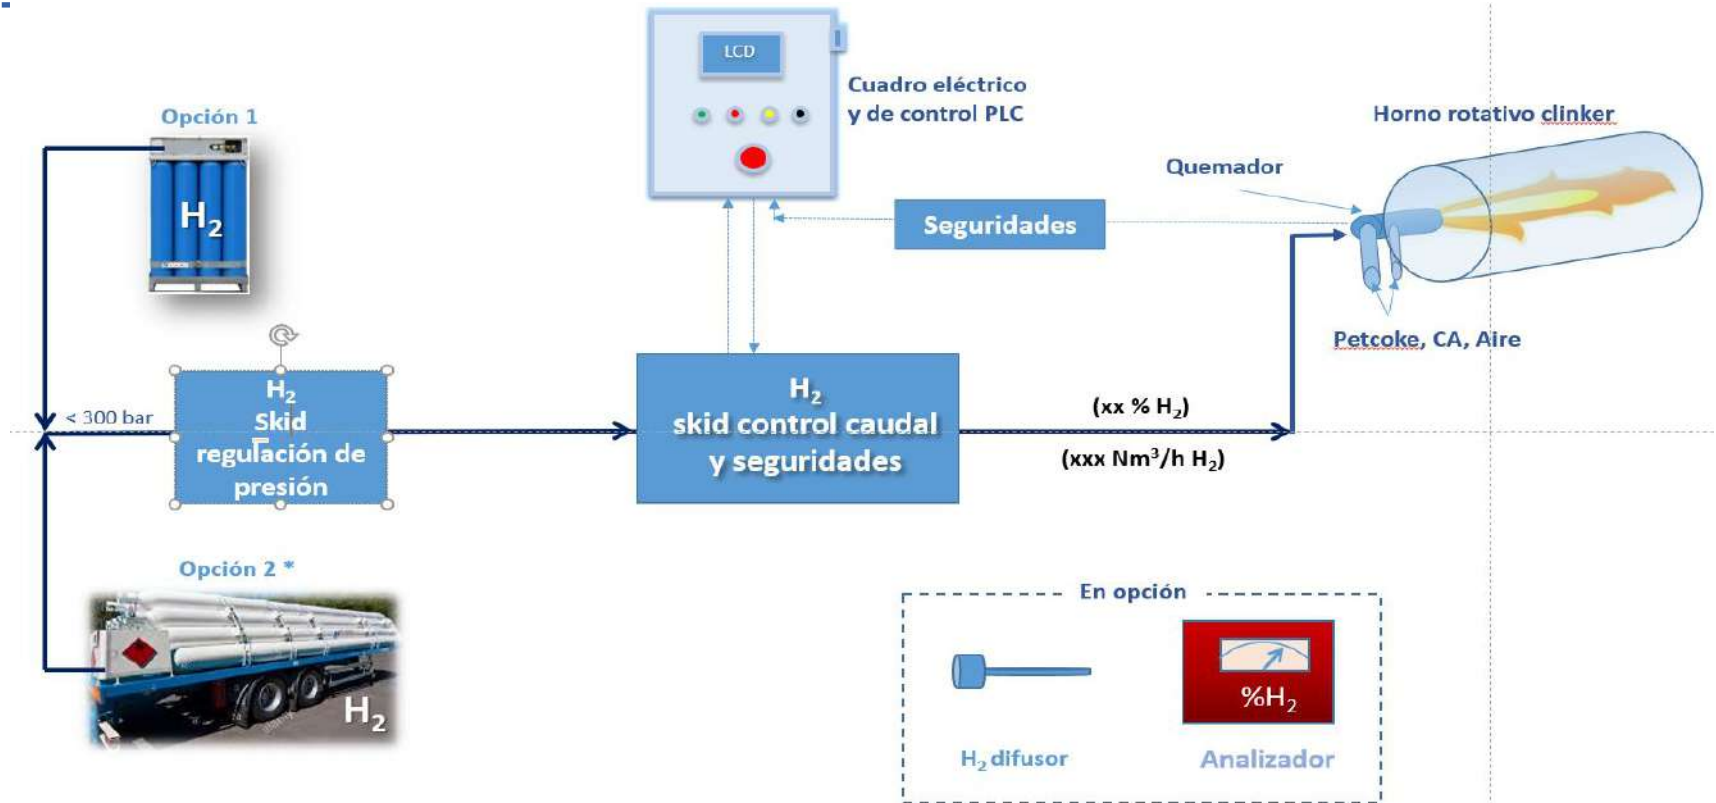 LCD
Cuadro eléctrico
y de control PLC
Opción 1
H₂
Horno rotativo clinker
Quemador
Seguridades
Petcoke, CA, Aire
< 300 bar
H₂
Skid
regulación de
presión
H₂
skid control caudal
y seguridades
(xx % H₂)
(xxx Nm³/h H₂)
Opción 2 *
H₂
En opción
%H₂
H₂ difusor
Analizador